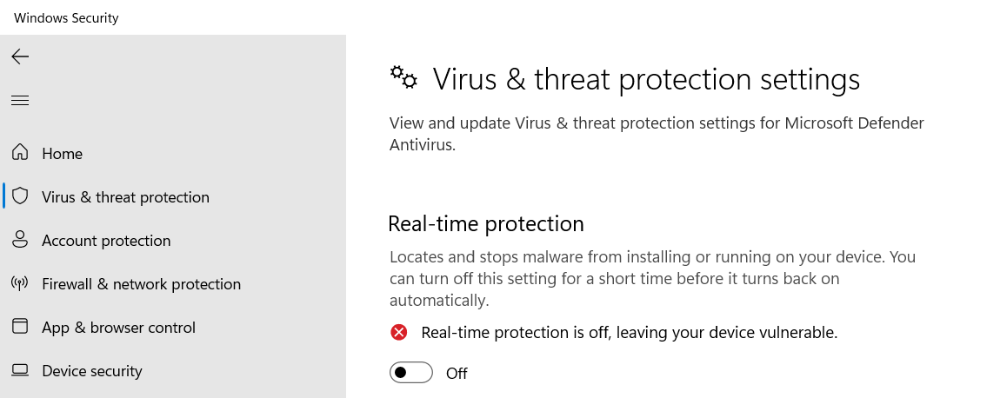 Windows Security
Home
Virus & threat protection
Account protection
Firewall & network protection
App & browser control
Device security
Virus & threat protection settings
View and update Virus & threat protection settings for Microsoft Defender
Antivirus.
Real-time protection
Locates and stops malware from installing or running on your device. You
can turn off this setting for a short time before it turns back on
automatically.
Real-time protection is off, leaving your device vulnerable.
Off